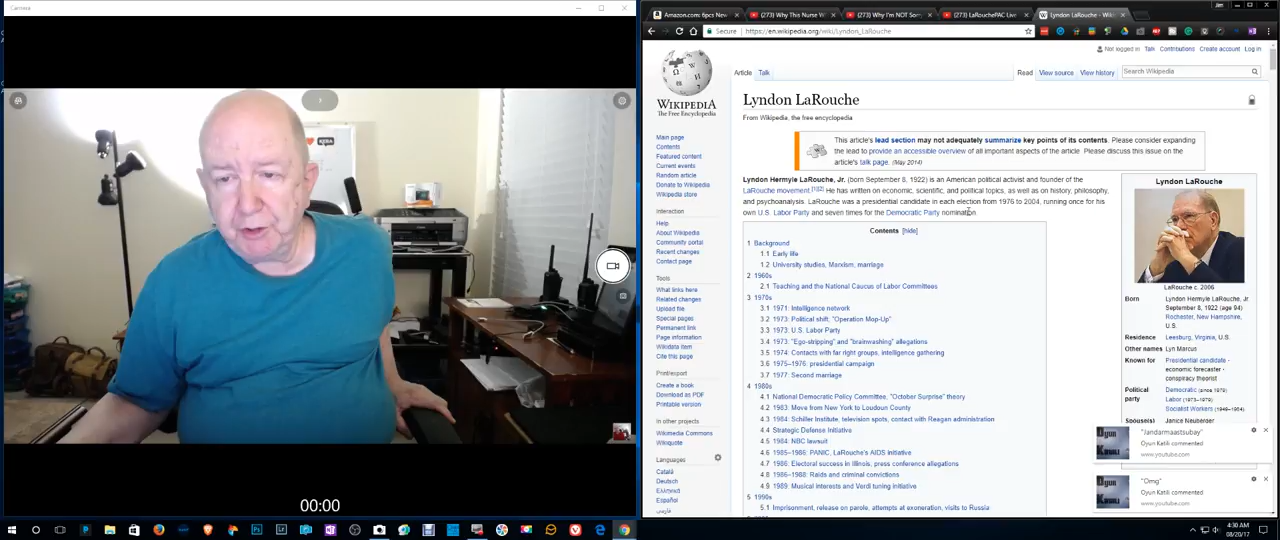 Camera
00:00
Amazon.com: 6pcs New
(273) Why This Nurse W
(273) Why I'm NOT So
(273) LaRouchePAC Live
Lyndon LaRouche - Wiki
Jim
Secure
https://en.wikipedia.org/wiki/Lyndon_LaRouche
Not logged in Talk Contributions Create account Log in
Article Talk
Read View source View history
Search Wikipedia
WIKIPEDIA
The Free Encyclopedia
Main page
Contents
Featured content
Current events
Random article
Donate to Wikipedia
Wikipedia store
Interaction
Help
About Wikipedia
Community portal
Recent changes
Contact page
Tools
What links here
Related changes
Upload file
Special pages
Permanent link
Page information
Wikidata item
Cite this page
Print/export
Create a book
Download as PDF
Printable version
In other projects
Wikimedia Commons
Wikiquote
Languages
Català
Deutsch
Ελληνικά
Español
فارسی
Lyndon LaRouche
From Wikipedia, the free encyclopedia
This article's lead section may not adequately summarize key points of its contents. Please consider expanding
the lead to provide an accessible overview of all important aspects of the article. Please discuss this issue on
the article's talk page. (May 2014)
Lyndon Hermyle LaRouche, Jr. (born September 8, 1922) is an American political activist and founder of the
LaRouche movement.[1][2] He has written on economic, scientific, and political topics, as well as on history, philosophy,
and psychoanalysis. LaRouche was a presidential candidate in each election from 1976 to 2004, running once for his
own U.S. Labor Party and seven times for the Democratic Party nomination.
Contents [hide]
1 Background
1.1 Early life
1.2 University studies, Marxism, marriage
2 1960s
2.1 Teaching and the National Caucus of Labor Committees
3 1970s
3.1 1971: Intelligence network
3.2 1973: Political shift; "Operation Mop-Up"
3.3 1973: U.S. Labor Party
3.4 1973: "Ego-stripping" and "brainwashing" allegations
3.5 1974: Contacts with far right groups, intelligence gathering
3.6 1975–1976: presidential campaign
3.7 1977: Second marriage
4 1980s
4.1 National Democratic Policy Committee, "October Surprise" theory
4.2 1983: Move from New York to Loudoun County
4.3 1984: Schiller Institute, television spots, contact with Reagan administration
4.4 Strategic Defense Initiative
4.5 1984: NBC lawsuit
4.6 1985–1986: PANIC, LaRouche's AIDS initiative
4.7 1986: Electoral success in Illinois, press conference allegations
4.8 1986–1988: Raids and criminal convictions
4.9 1989: Musical interests and Verdi tuning initiative
5 1990s
5.1 Imprisonment, release on parole, attempts at exoneration, visits to Russia
Lyndon LaRouche
LaRouche c. 2006
Born Lyndon Hermyle LaRouche, Jr.
September 8, 1922 (age 94)
Rochester, New Hampshire,
U.S.
Residence Leesburg, Virginia, U.S.
Other names Lyn Marcus
Known for Presidential candidate -
economic forecaster -
conspiracy theorist
Political Democratic (since 1979)
party Labor (1973–1979)
Socialist Workers (1949–1964)
Spouse(s) Janice Neuberger
"Jandarmaastsubay"
Oyun Katili commented
www.youtube.com
"Omg"
Oyun Katili commented
www.youtube.com
4:30 AM
08/20/17